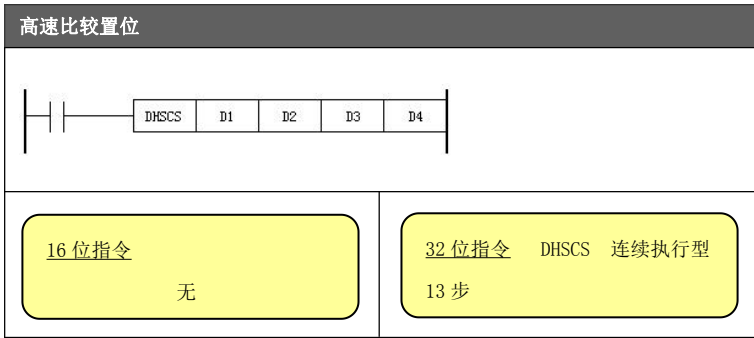 高速比较置位
DHSCS D1 D2 D3 D4
16 位指令
无
32 位指令 DHSCS 连续执行型
13 步